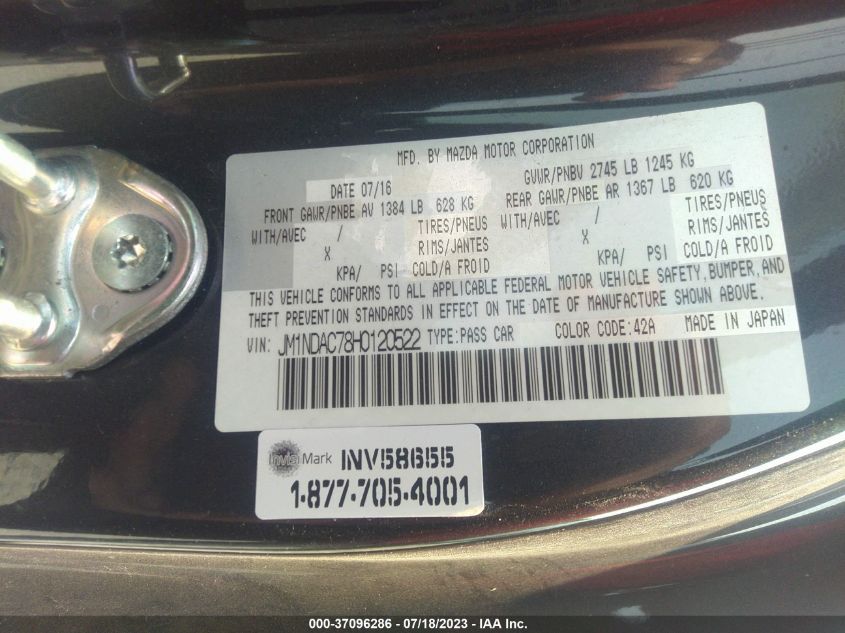 MFD. BY MAZDA MOTOR CORPORATION
DATE 07/16 GVWR/PNBV 2745 LB 1245 KG
FRONT GAWR/PNBE AV 1384 LB 628 KG REAR GAWR/PNBE AR 1367 LB 620 KG
WITH/AVEC / TIRES/PNEUS WITH/AVEC / TIRES/PNEUS
X RIMS/JANTES X RIMS/JANTES
KPA/ PSI COLD/A FROID KPA/ PSI COLD/A FROID
THIS VEHICLE CONFORMS TO ALL APPLICABLE FEDERAL MOTOR VEHICLE SAFETY, BUMPER, AND
THEFT PREVENTION STANDARDS IN EFFECT ON THE DATE OF MANUFACTURE SHOWN ABOVE.
VIN: JM1NDAC78H0120522 TYPE:PASS CAR COLOR CODE:42A MADE IN JAPAN
InVita Mark INV58655
1-877-705-4001
000-37096286 - 07/18/2023 - IAA Inc.